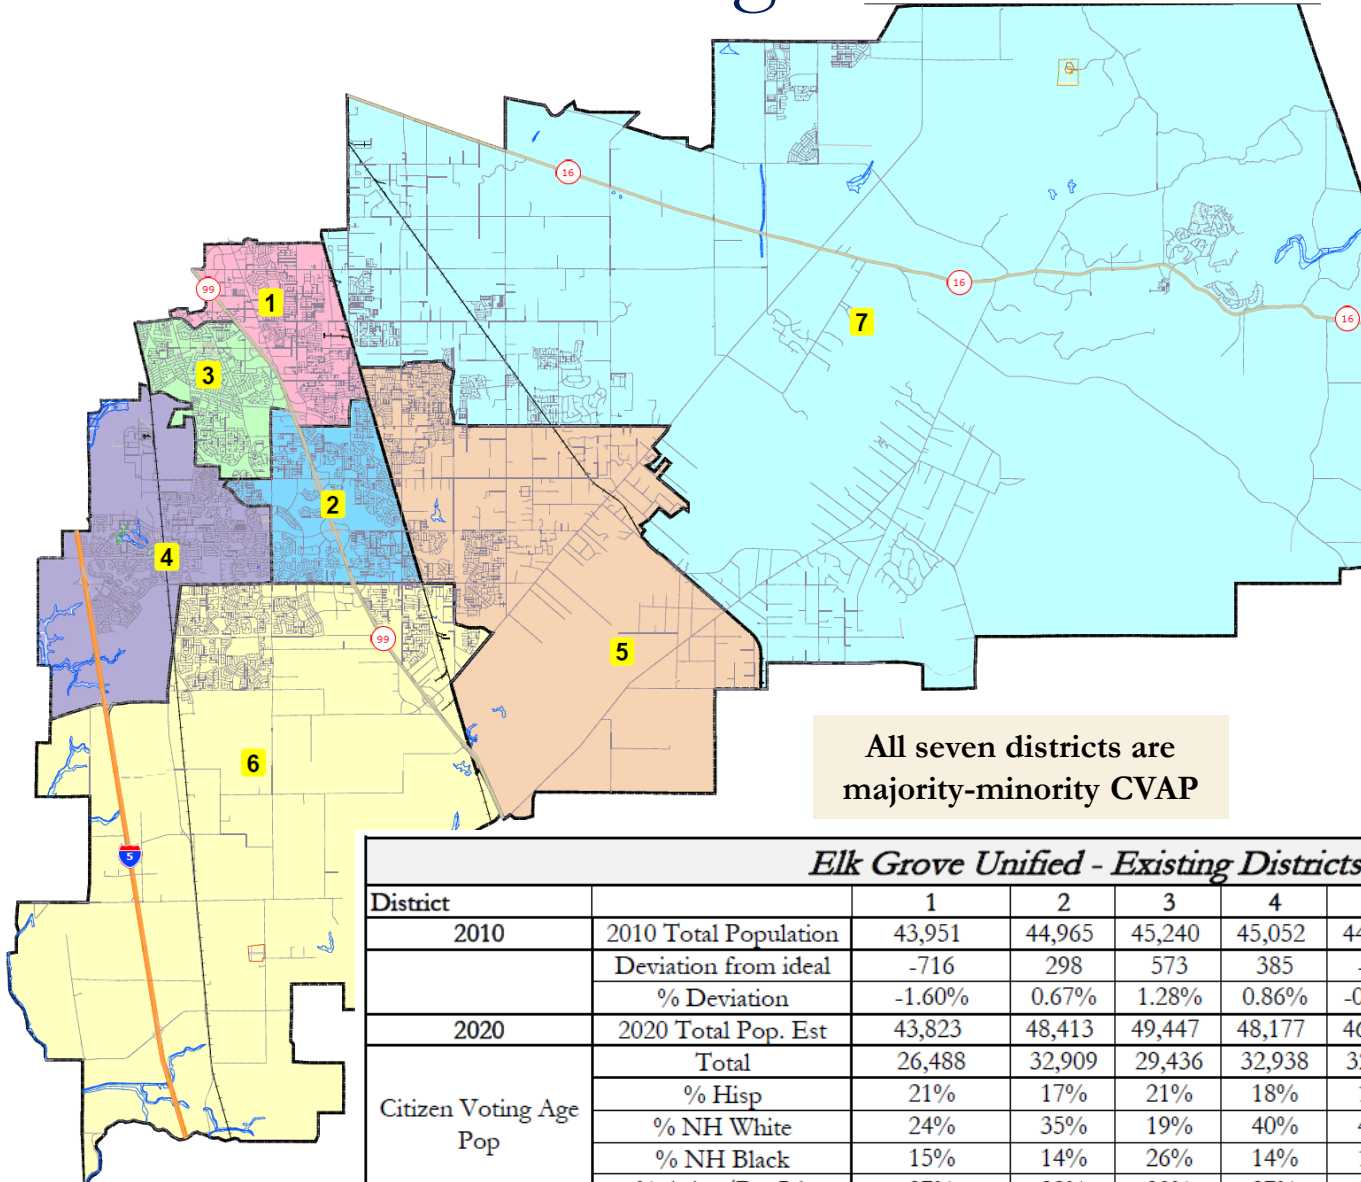 16
16
7
16
99
1
3
2
4
99
5
6
5
All seven districts are
majority-minority CVAP
Elk Grove Unified - Existing Districts
District 1 2 3 4
2010 2010 Total Population 43,951 44,965 45,240 45,052
Deviation from ideal -716 298 573 385
% Deviation -1.60% 0.67% 1.28% 0.86%
2020 2020 Total Pop. Est 43,823 48,413 49,447 48,177
Citizen Voting Age
Pop
Total 26,488 32,909 29,436 32,938
% Hisp 21% 17% 21% 18%
% NH White 24% 35% 19% 40%
% NH Black 15% 14% 26% 14%